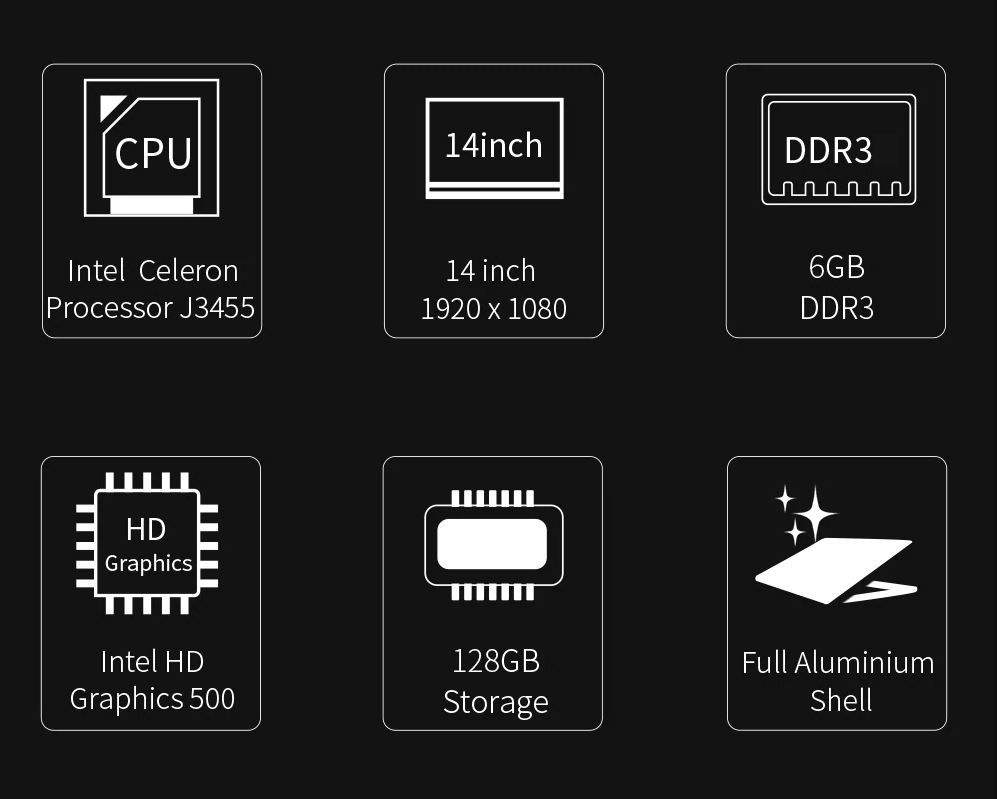 CPU
Intel Celeron
Processor J3455
14inch
14 inch
1920 x 1080
DDR3
6GB
DDR3
HD
Graphics
Intel HD
Graphics 500
128GB
Storage
Full Aluminium
Shell